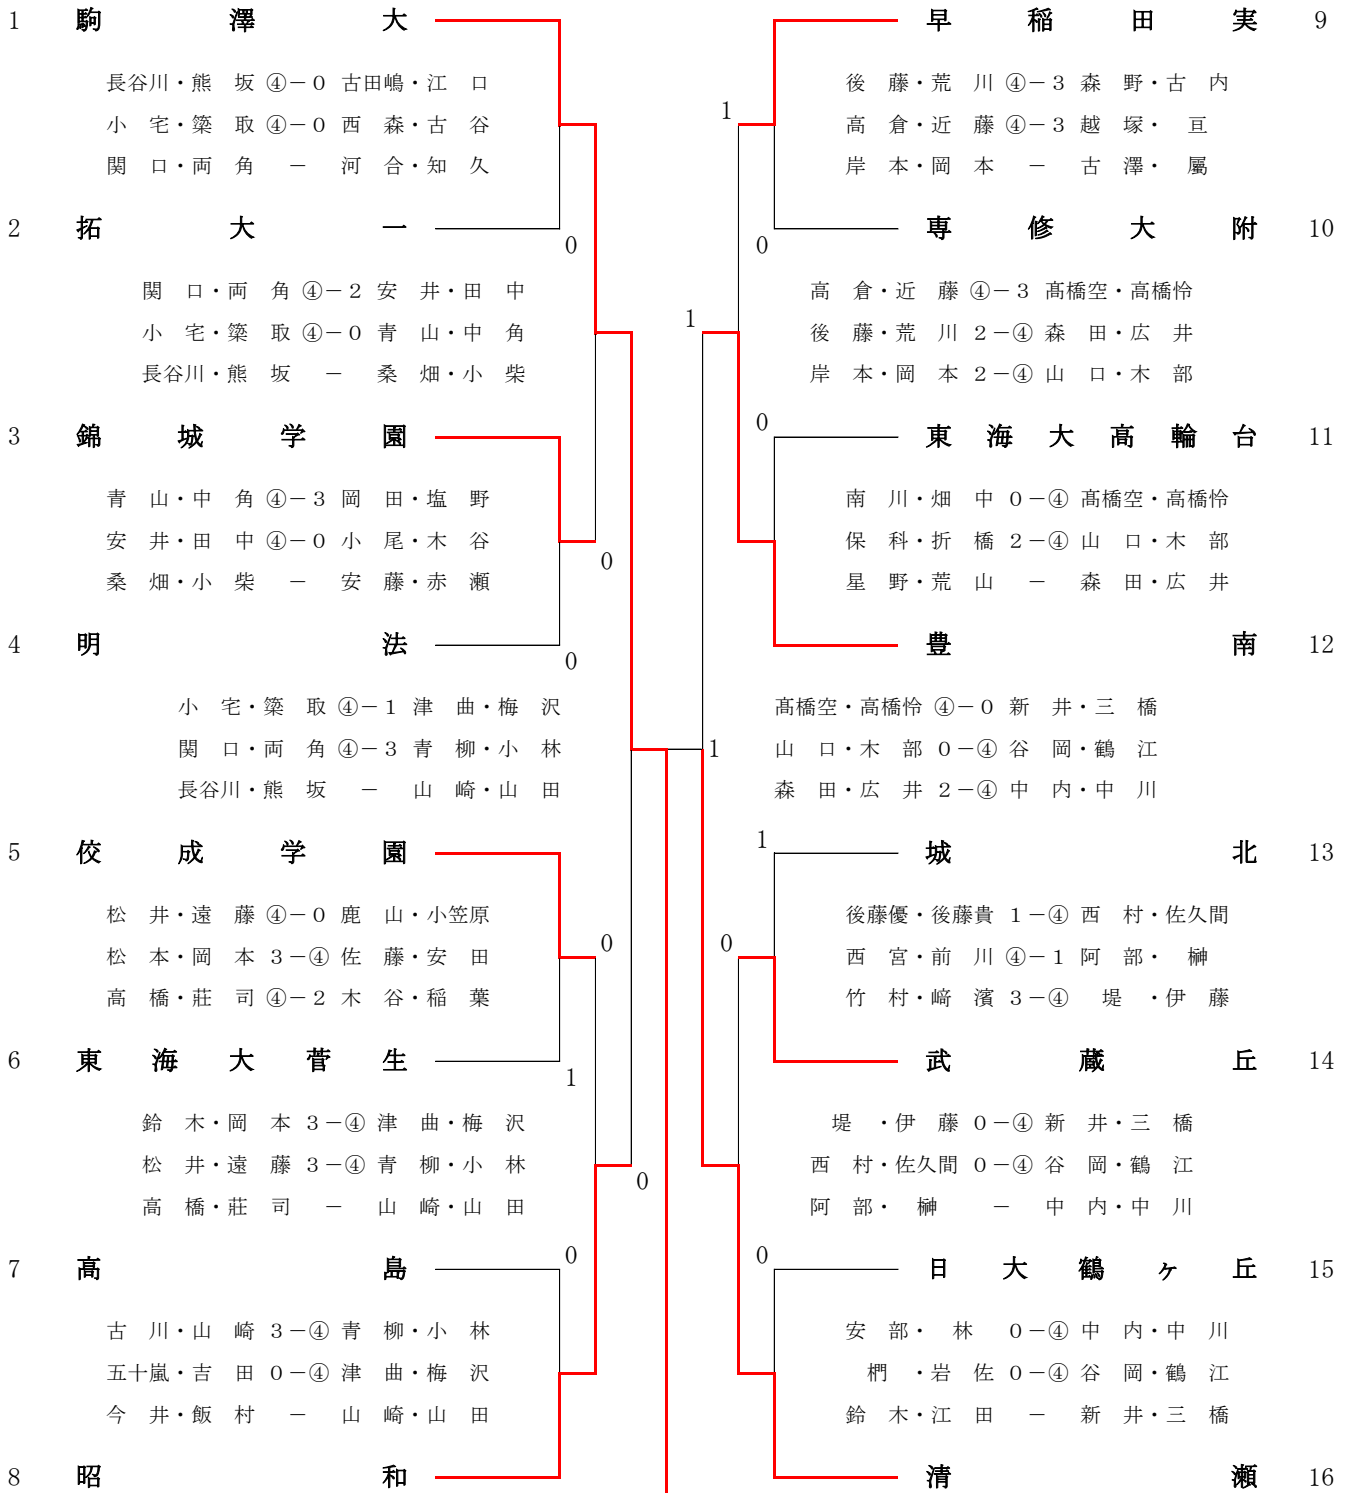 1 駒澤大 早稲田実 9
長谷川・熊坂 ④－0 古田嶋・江口 後藤・荒川 ④－3 森野・古内
1
小宅・簗取 ④－0 西森・古谷 高倉・近藤 ④－3 越塚・亘
関口・両角 － 河合・知久 岸本・岡本 － 古澤・屬
2 拓大一 専修大附 10
0 0
関口・両角 ④－2 安井・田中 高倉・近藤 ④－3 髙橋空・高橋怜
1
小宅・簗取 ④－0 青山・中角 後藤・荒川 2－④ 森田・広井
長谷川・熊坂 － 桑畑・小柴 岸本・岡本 2－④ 山口・木部
0
3 錦城学園 東海大高輪台 11
青山・中角 ④－3 岡田・塩野 南川・畑中 0－④ 髙橋空・高橋怜
安井・田中 ④－0 小尾・木谷 保科・折橋 2－④ 山口・木部
0
桑畑・小柴 － 安藤・赤瀬 星野・荒山 － 森田・広井
4 明法 豊南 12
0
小宅・簗取 ④－1 津曲・梅沢 髙橋空・高橋怜 ④－0 新井・三橋
関口・両角 ④－3 青柳・小林 1 山口・木部 0－④ 谷岡・鶴江
長谷川・熊坂 － 山崎・山田 森田・広井 2－④ 中内・中川
1
5 佼成学園 城北 13
松井・遠藤 ④－0 鹿山・小笠原 後藤優・後藤貴 1－④ 西村・佐久間
0 0
松本・岡本 3－④ 佐藤・安田 西宮・前川 ④－1 阿部・榊
高橋・莊司 ④－2 木谷・稲葉 竹村・﨑濱 3－④ 堤・伊藤
6 東海大菅生 武蔵丘 14
1
鈴木・岡本 3－④ 津曲・梅沢 堤・伊藤 0－④ 新井・三橋
松井・遠藤 3－④ 青柳・小林 西村・佐久間 0－④ 谷岡・鶴江
0
高橋・莊司 － 山崎・山田 阿部・榊 － 中内・中川
0 0
7 高島 日大鶴ヶ丘 15
古川・山崎 3－④ 青柳・小林 安部・林 0－④ 中内・中川
五十嵐・吉田 0－④ 津曲・梅沢 椚・岩佐 0－④ 谷岡・鶴江
今井・飯村 － 山崎・山田 鈴木・江田 － 新井・三橋
8 昭和 清瀬 16